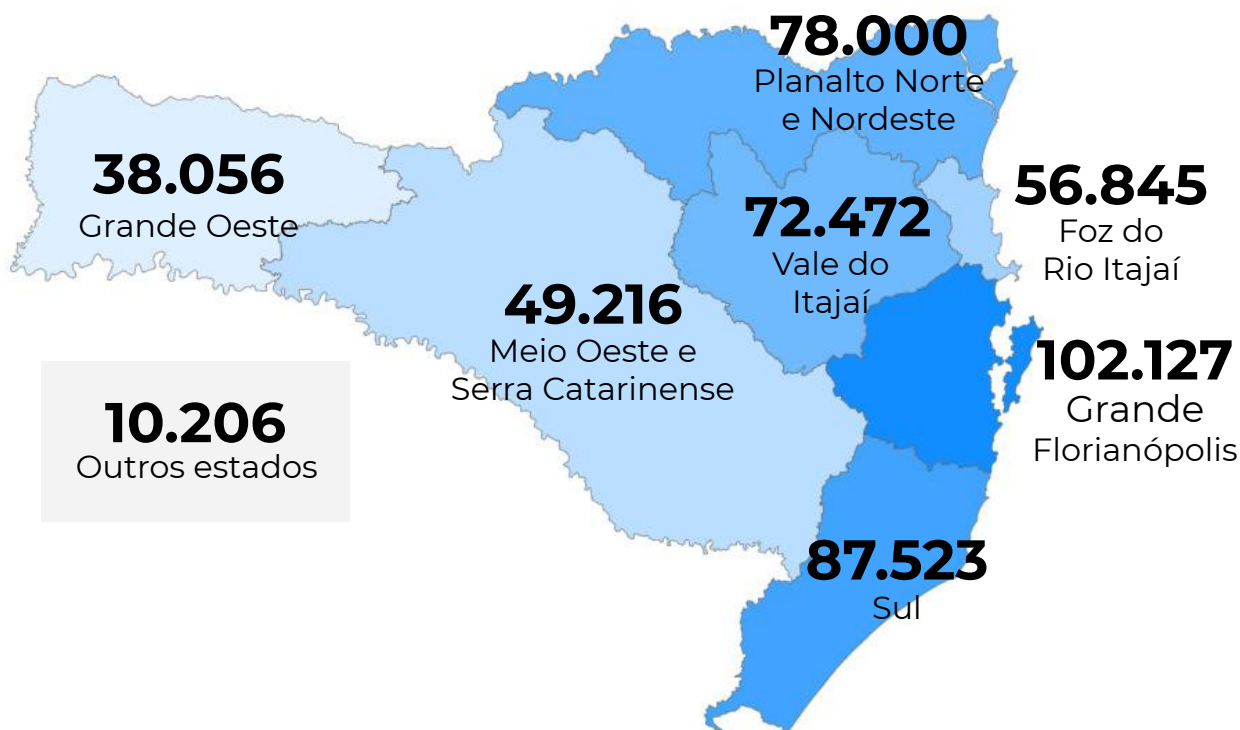 78.000
Planalto Norte
e Nordeste
38.056
Grande Oeste
56.845
Foz do
Rio Itajaí
72.472
Vale do
Itajaí
49.216
Meio Oeste e
Serra Catarinense
102.127
Grande
Florianópolis
10.206
Outros estados
87.523
Sul